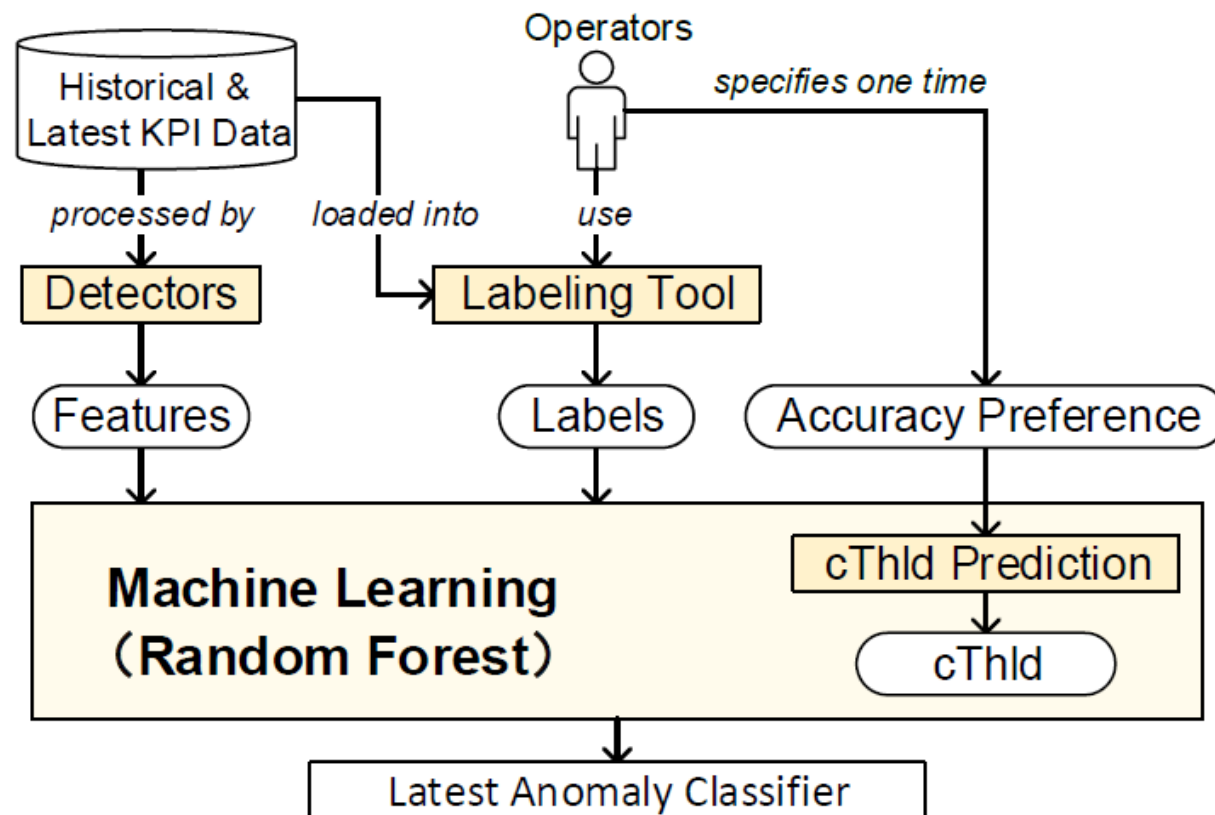 Operators
Historical &
Latest KPI Data
specifies one time
processed by
loaded into
use
Detectors
Labeling Tool
Features
Labels
Accuracy Preference
Machine Learning
（Random Forest）
cThld Prediction
cThld
Latest Anomaly Classifier